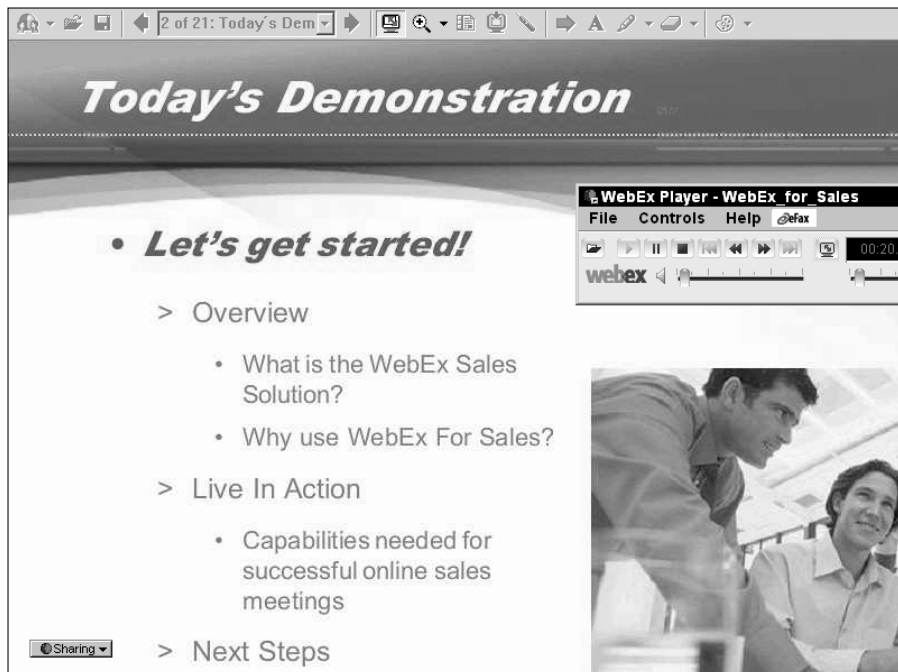 2 of 21: Today's Dem
Today's Demonstration
WebEx Player - WebEx_for_Sales
File Controls Help eFax
00:20
webex
• Let's get started!
> Overview
• What is the WebEx Sales
Solution?
• Why use WebEx For Sales?
> Live In Action
• Capabilities needed for
successful online sales
meetings
> Next Steps
Sharing